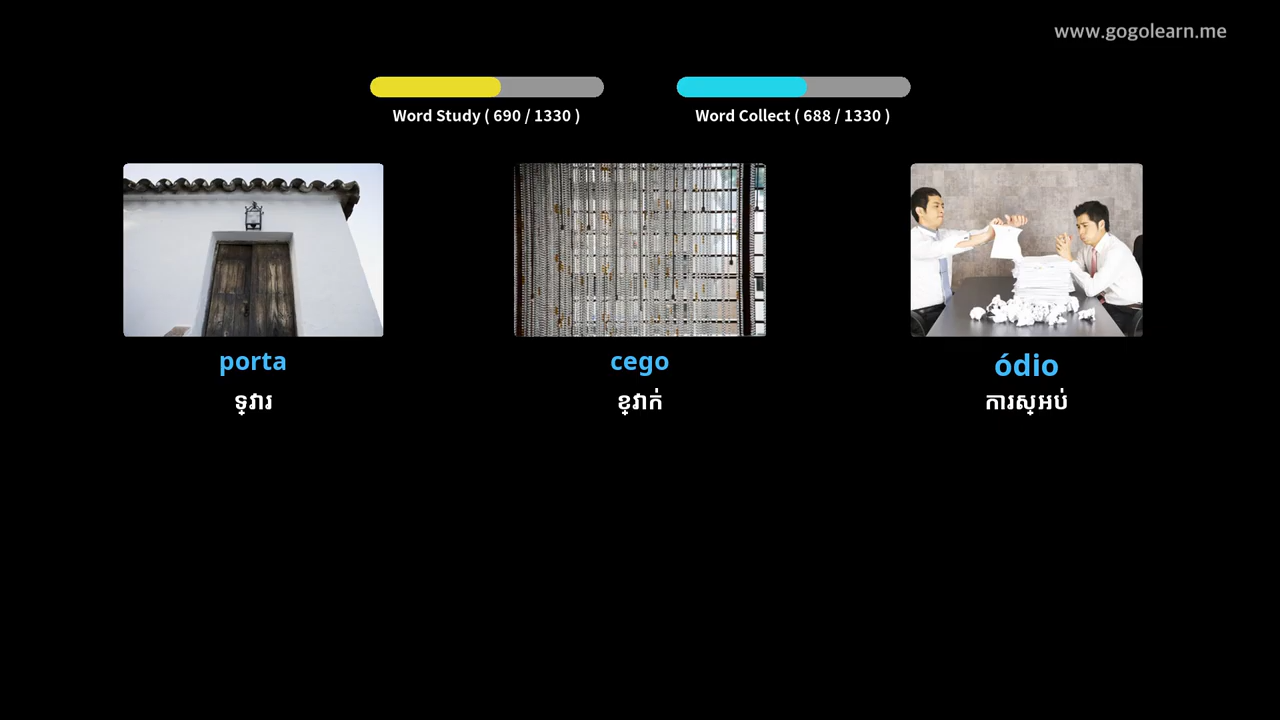 www.gogolearn.me
Word Study ( 690 / 1330 )
Word Collect ( 688 / 1330 )
porta
cego
ódio
ទ្វារ
ខ្វាក់
ការស្អប់